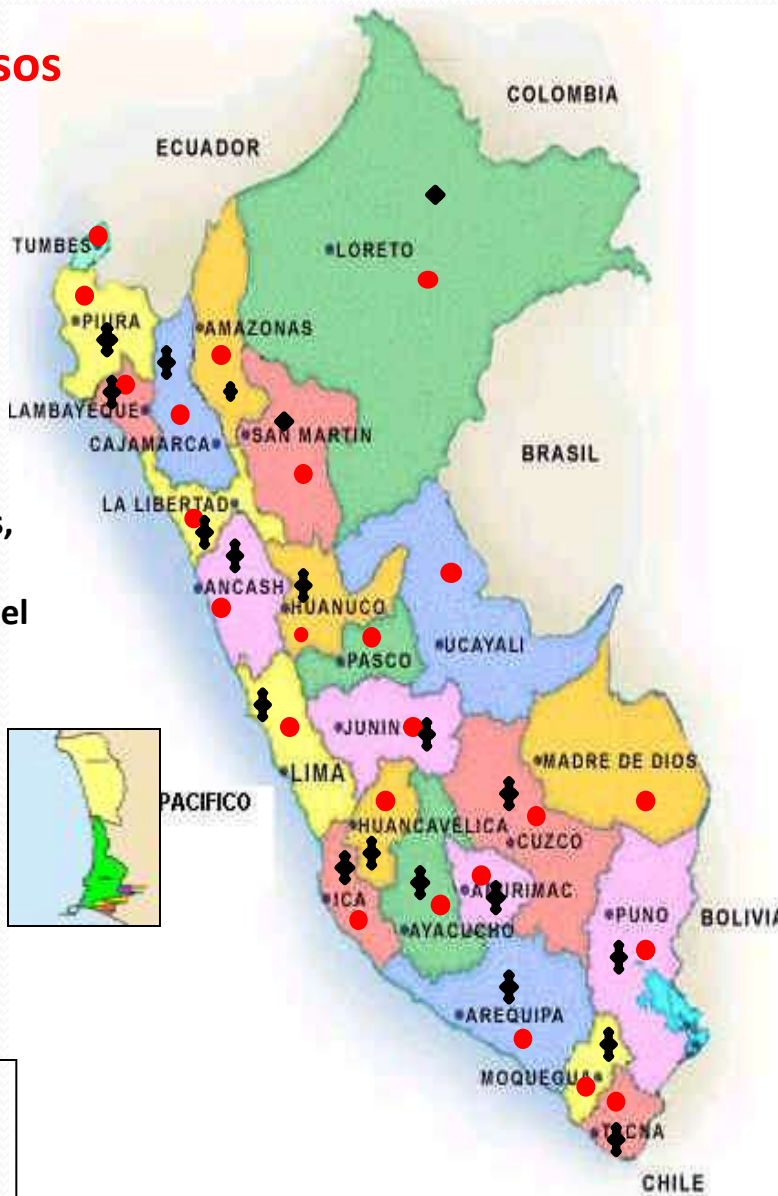 SOS
COLOMBIA
ECUADOR
TUMBES
LORETO
PIURA
AMAZONAS
LAMBAYEQUE
CAJAMARCA
SAN MARTIN
BRASIL
LA LIBERTAD
s,
ANCASH
HUANUCO
el
UCAYALI
PASCO
JUNIN
MADRE DE DIOS
LIMA
PACIFICO
HUANCAVELICA
CUZCO
ICA
APURIMAC
PUNO
BOLIVIA
AYACUCHO
AREQUIPA
MOQUEGUA
TACNA
CHILE